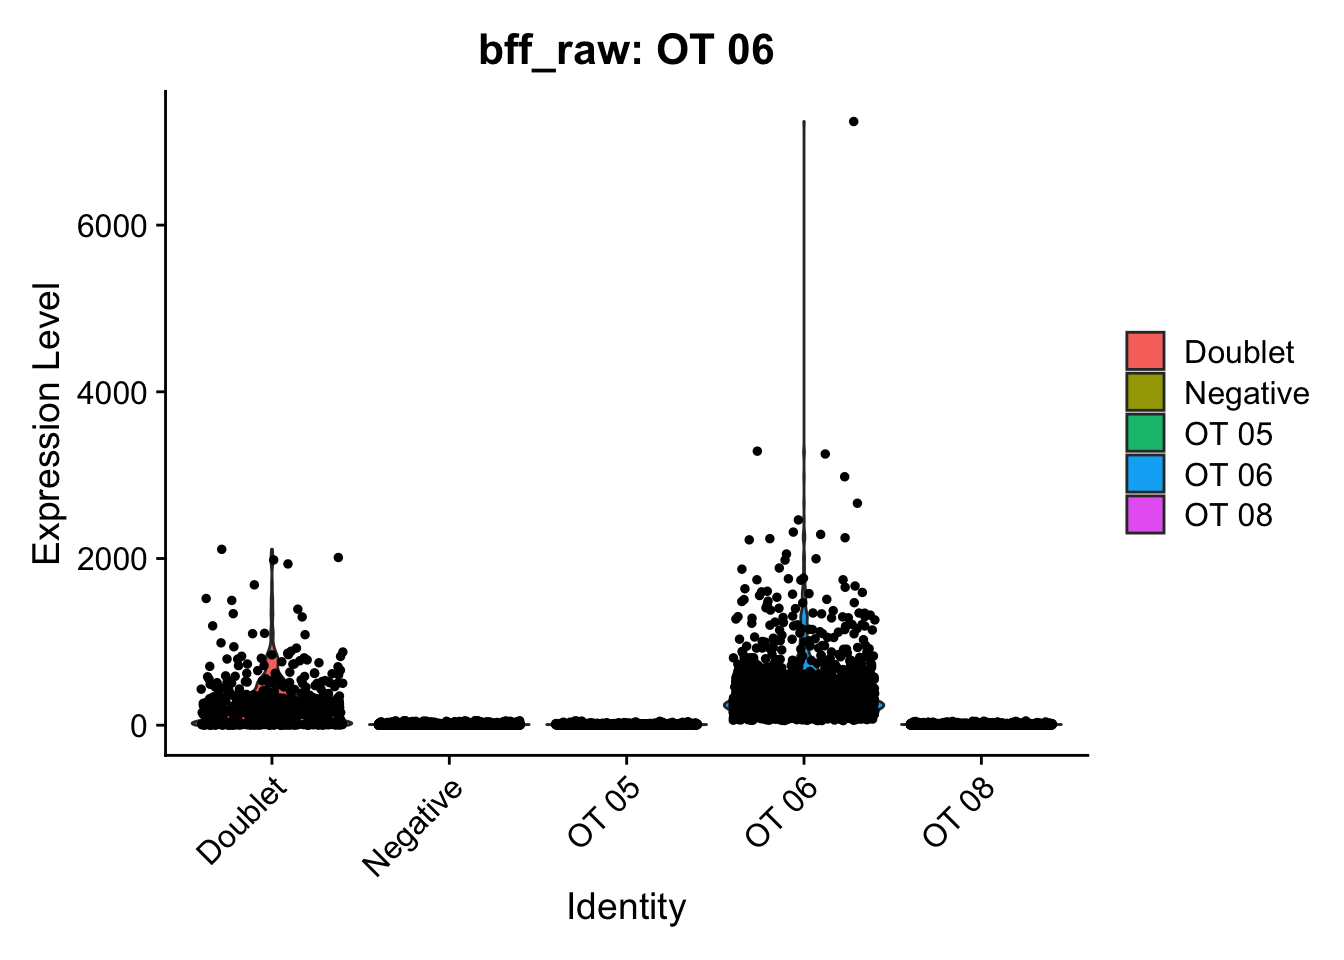 bff_raw: OT 06
Expression Level
6000
4000
2000
0
Doublet
Negative
OT 05
OT 06
OT 08
Identity
Doublet
Negative
OT 05
OT 06
OT 08